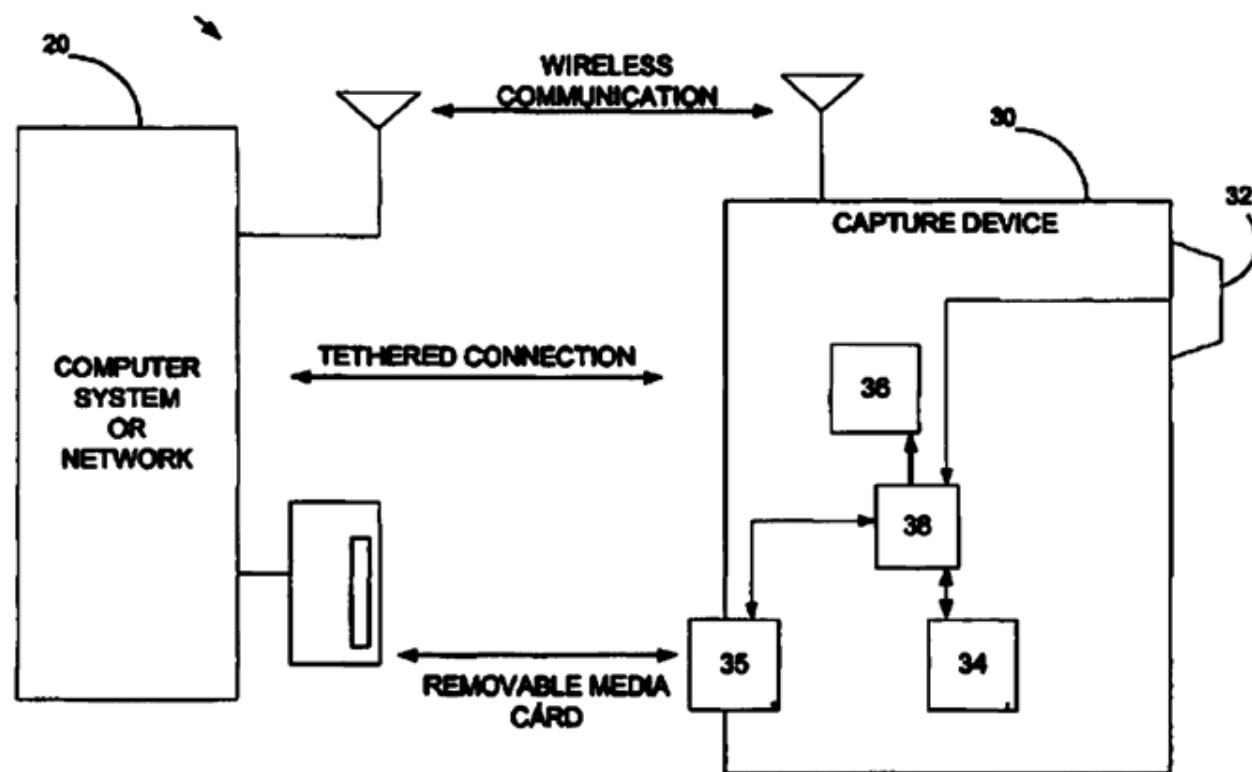 20
WIRELESS
COMMUNICATION
30
32
CAPTURE DEVICE
TETHERED CONNECTION
COMPUTER
SYSTEM
OR
NETWORK
36
38
35
34
REMOVABLE MEDIA
CARD